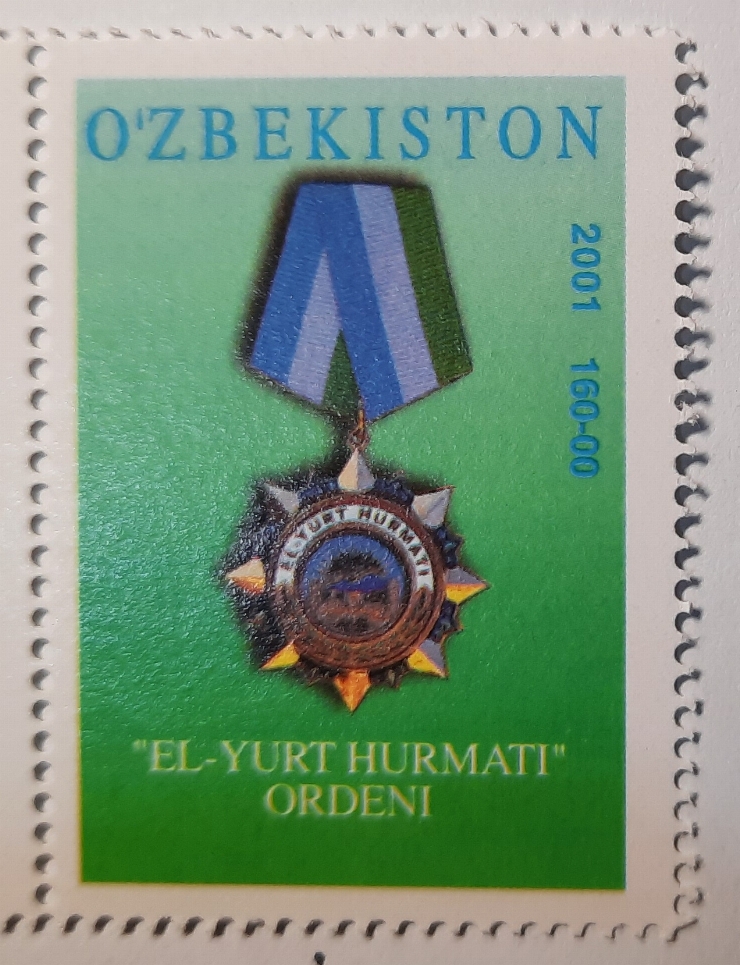 O'ZBEKISTON
2001 160-00
EL-YURT HURMATI
"EL-YURT HURMATI"
ORDENI